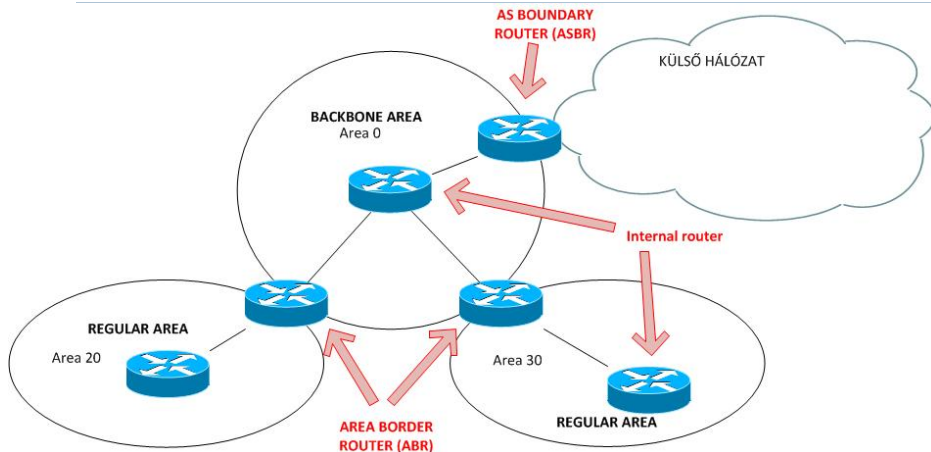 AS BOUNDARY
ROUTER (ASBR)
KÜLSŐ HÁLÓZAT
BACKBONE AREA
Area 0
Internal router
REGULAR AREA
Area 20
Area 30
REGULAR AREA
AREA BORDER
ROUTER (ABR)